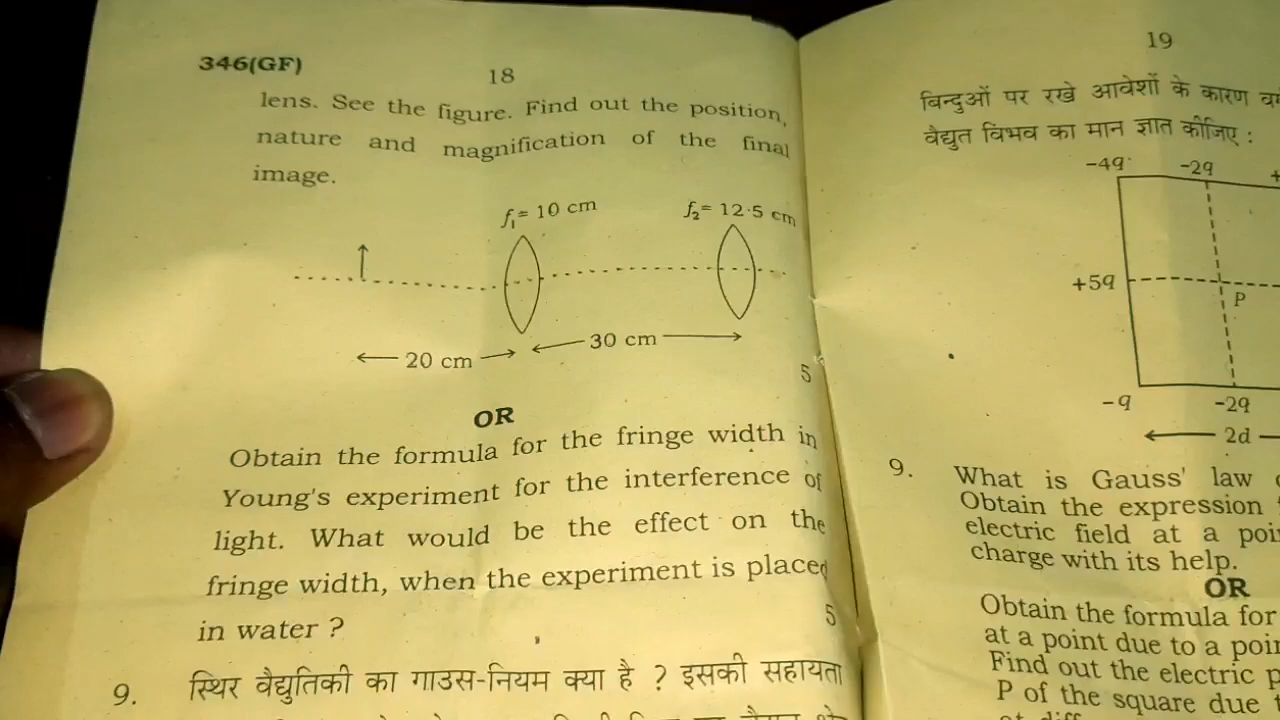 346(GF)
18
lens. See the figure. Find out the position,
nature and magnification of the final
image.
f₁= 10 cm
f₂= 12·5 cm
20 cm
30 cm
5
OR
Obtain the formula for the fringe width in
Young's experiment for the interference of
light. What would be the effect on the
fringe width, when the experiment is placed
in water ?
5
9. स्थिर वैद्युतिकी का गाउस-नियम क्या है ? इसकी सहायता
19
बिन्दुओं पर रखे आवेशों के कारण
वैद्युत विभव का मान ज्ञात कीजिए :
-4q
-2q
+
+5q
P
-q
-2q
2d
9. What is Gauss' law
Obtain the expression
electric field at a
charge with its help.
OR
Obtain the formula for
at a point due to a
Find out the electric
P of the square due